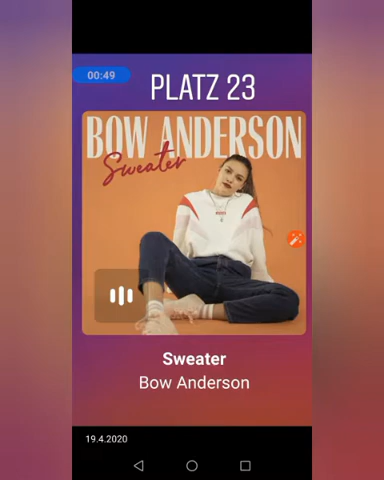 00:49
PLATZ 23
BOW ANDERSON
Sweater
Sweater
Bow Anderson
19.4.2020